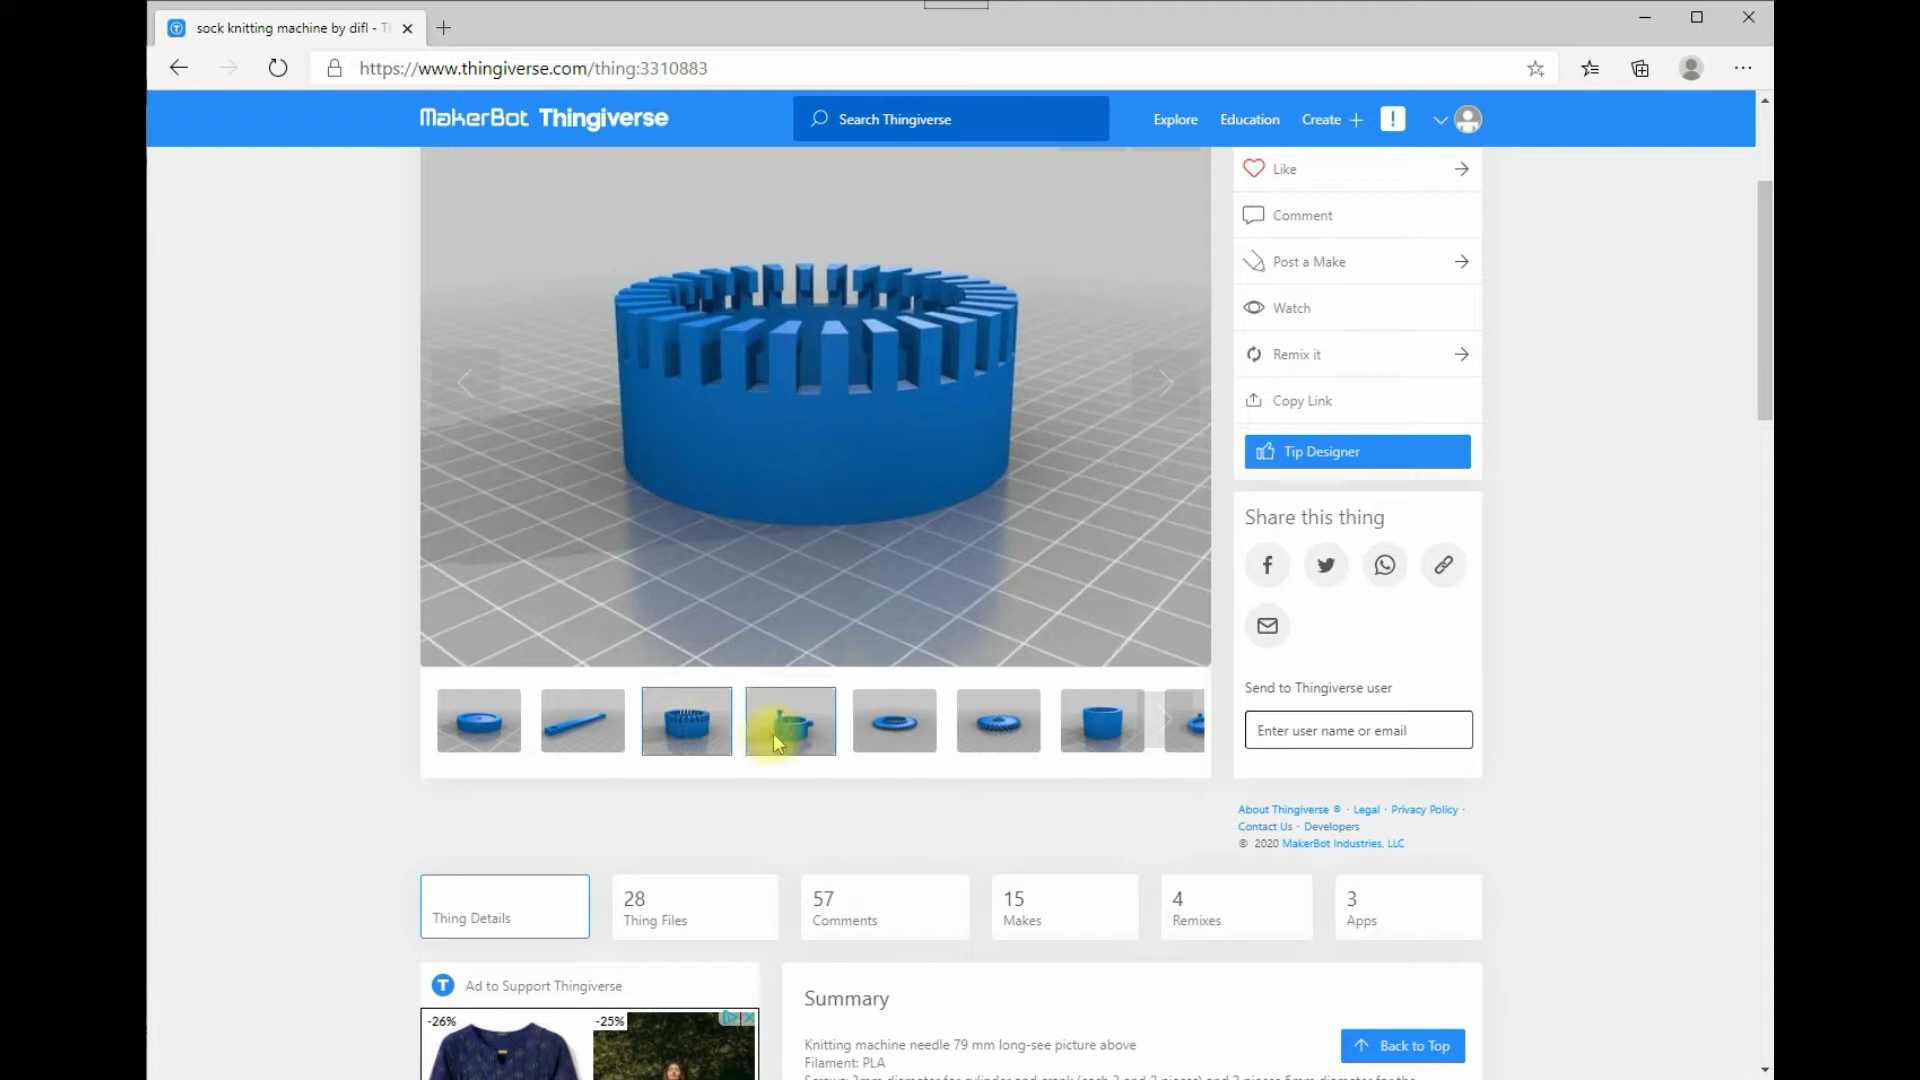 sock knitting machine by difl - T
https://www.thingiverse.com/thing:3310883
MakerBot Thingiverse
Search Thingiverse
Explore
Education
Create
!
Like
Comment
Post a Make
Watch
Remix it
Copy Link
Tip Designer
Share this thing
Send to Thingiverse user
Enter user name or email
About Thingiverse ® · Legal · Privacy Policy ·
Contact Us · Developers
© 2020 MakerBot Industries, LLC
Thing Details
28
Thing Files
57
Comments
15
Makes
4
Remixes
3
Apps
T Ad to Support Thingiverse
-26%
-25%
Summary
Knitting machine needle 79 mm long-see picture above
Filament: PLA
Back to Top